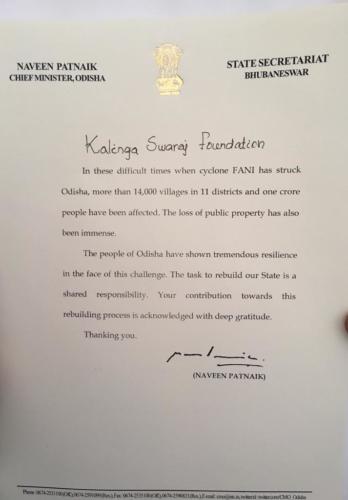 NAVEEN PATNAIK
CHIEF MINISTER, ODISHA
STATE SECRETARIAT
BHUBANESWAR
Kalinga Swaraj Foundation
In these difficult times when cyclone FANI has struck
Odisha, more than 14,000 villages in 11 districts and one crore
people have been affected. The loss of public property has also
been immense.
The people of Odisha have shown tremendous resilience
in the face of this challenge. The task to rebuild our State is a
shared responsibility. Your contribution towards this
rebuilding process is acknowledged with deep gratitude.
Thanking you.
(NAVEEN PATNAIK)